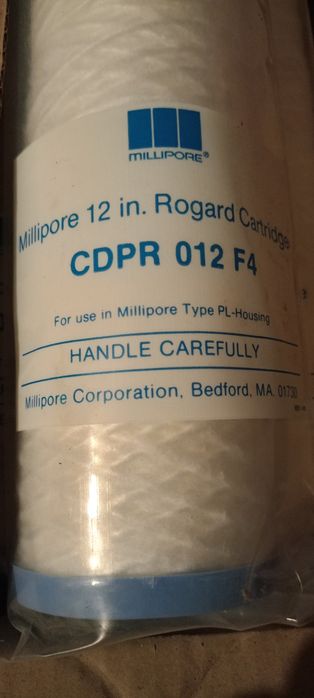 MILLIPORE®
Millipore 12 in. Rogard Cartridge
CDPR 012 F4
For use in Millipore Type PL-Housing
HANDLE CAREFULLY
Millipore Corporation, Bedford, MA. 01730